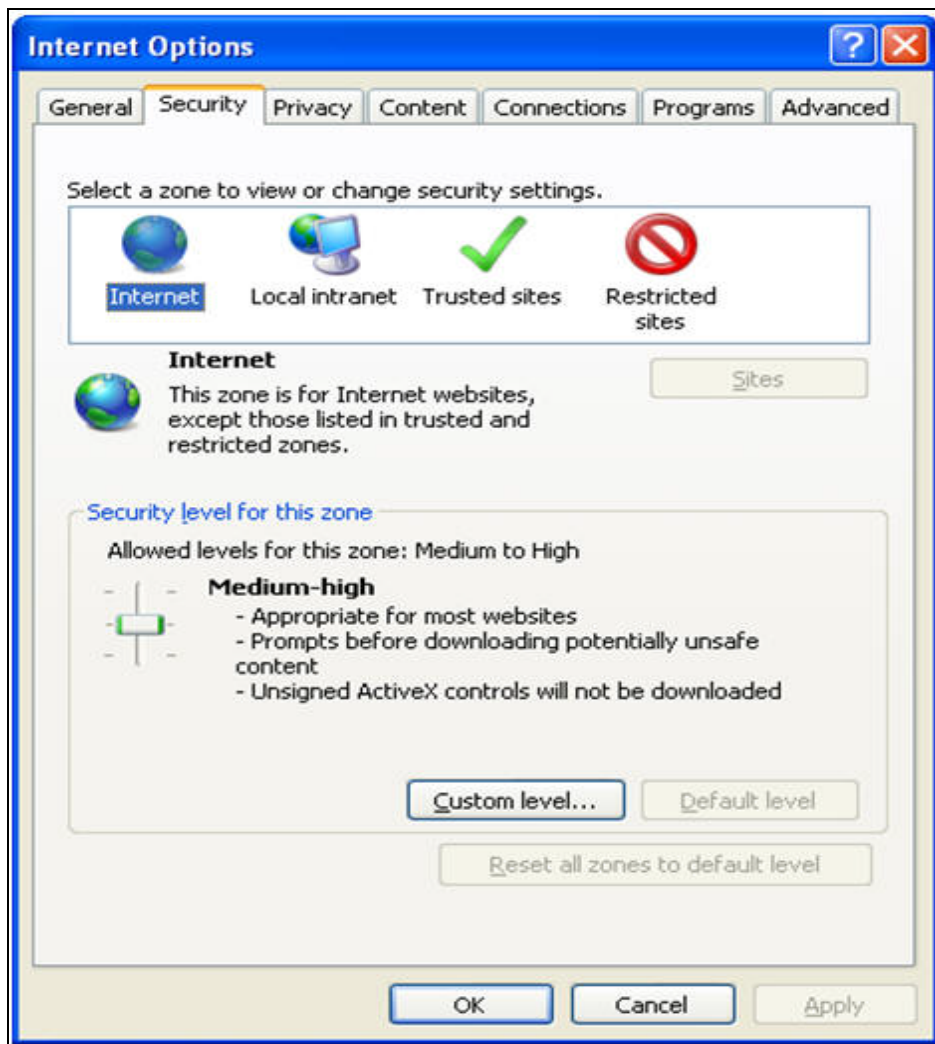 Internet Options
General Security Privacy Content Connections Programs Advanced
Select a zone to view or change security settings.
Internet Local intranet Trusted sites Restricted
sites
Internet
Sites
This zone is for Internet websites,
except those listed in trusted and
restricted zones.
Security level for this zone
Allowed levels for this zone: Medium to High
Medium-high
- Appropriate for most websites
- Prompts before downloading potentially unsafe
content
- Unsigned ActiveX controls will not be downloaded
Custom level... Default level
Reset all zones to default level
OK Cancel Apply